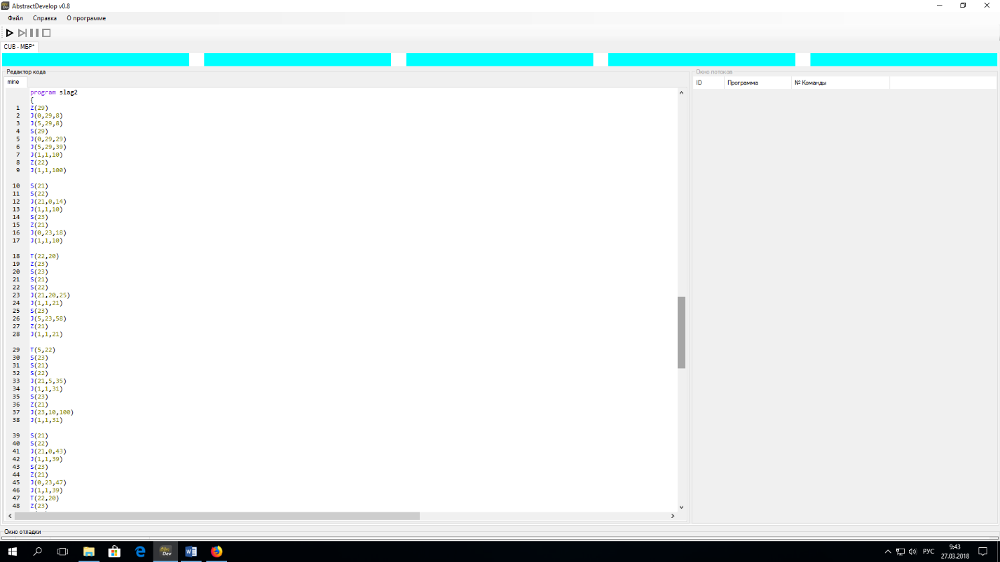 AbstractDevelop v0.8
Файл Справка О программе
CUB - МБР*
Редактор кода
mine
program slag2
{
1 Z(29)
2 J(0,29,8)
3 J(5,29,8)
4 S(29)
5 J(0,29,29)
6 J(5,29,39)
7 J(1,1,10)
8 Z(22)
9 J(1,1,100)
10 S(21)
11 S(22)
12 J(21,0,14)
13 J(1,1,10)
14 S(23)
15 Z(21)
16 J(0,23,18)
17 J(1,1,10)
18 T(22,20)
19 Z(23)
20 S(23)
21 S(21)
22 S(22)
23 J(21,20,25)
24 J(1,1,21)
25 S(23)
26 J(5,23,58)
27 Z(21)
28 J(1,1,21)
29 T(5,22)
30 S(23)
31 S(21)
32 S(22)
33 J(21,5,35)
34 J(1,1,31)
35 S(23)
36 Z(21)
37 J(23,10,100)
38 J(1,1,31)
39 S(21)
40 S(22)
41 J(21,0,43)
42 J(1,1,39)
43 S(23)
44 Z(21)
45 J(0,23,47)
46 J(1,1,39)
47 T(22,20)
48 Z(23)
Окно потоков
ID Программа № Команды
Окно отладки
Abs Dev
РУС
9:43
27.03.2018